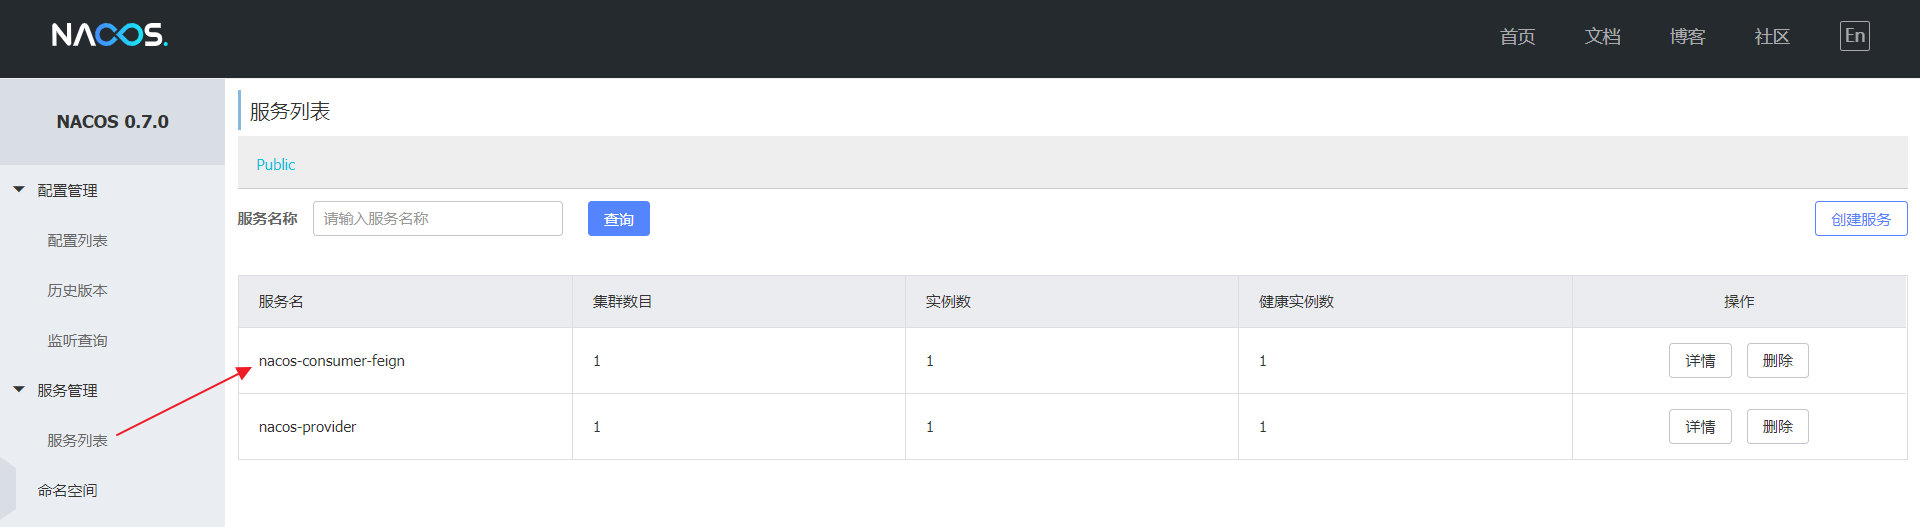 NACOS.
首页 文档 博客 社区 En
NACOS 0.7.0
配置管理
配置列表
历史版本
监听查询
服务管理
服务列表
命名空间
服务列表
Public
服务名称 请输入服务名称 查询 创建服务
服务名 集群数目 实例数 健康实例数 操作
nacos-consumer-feign 1 1 1 详情 删除
nacos-provider 1 1 1 详情 删除